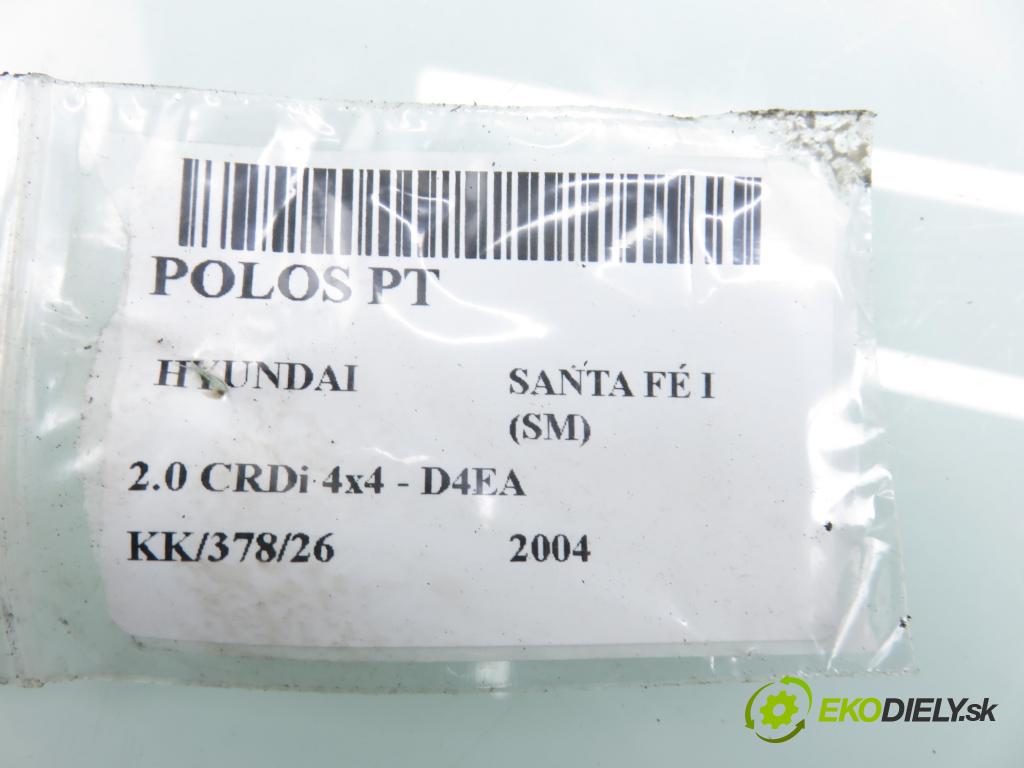 POLOS PT
HYUNDAI SANTA FÉ I
(SM)
2.0 CRDi 4x4 - D4EA
KK/378/26 2004
EKODIELY.sk